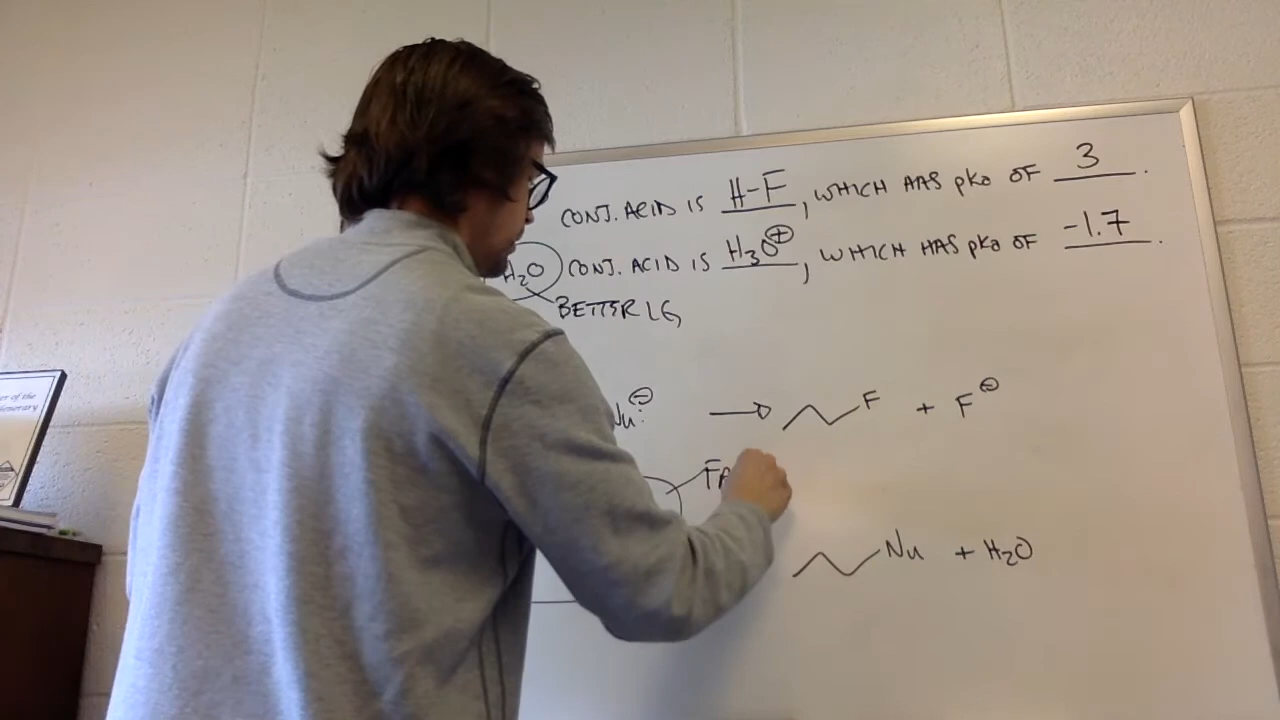 CONJ. ACID IS H-F, WHICH HAS pKa OF 3.
H₂O CONJ. ACID IS H₃O⊕, WHICH HAS pKa OF -1.7.
BETTER LG
Nu:⊖ → F + F⊖
Nu + H₂O